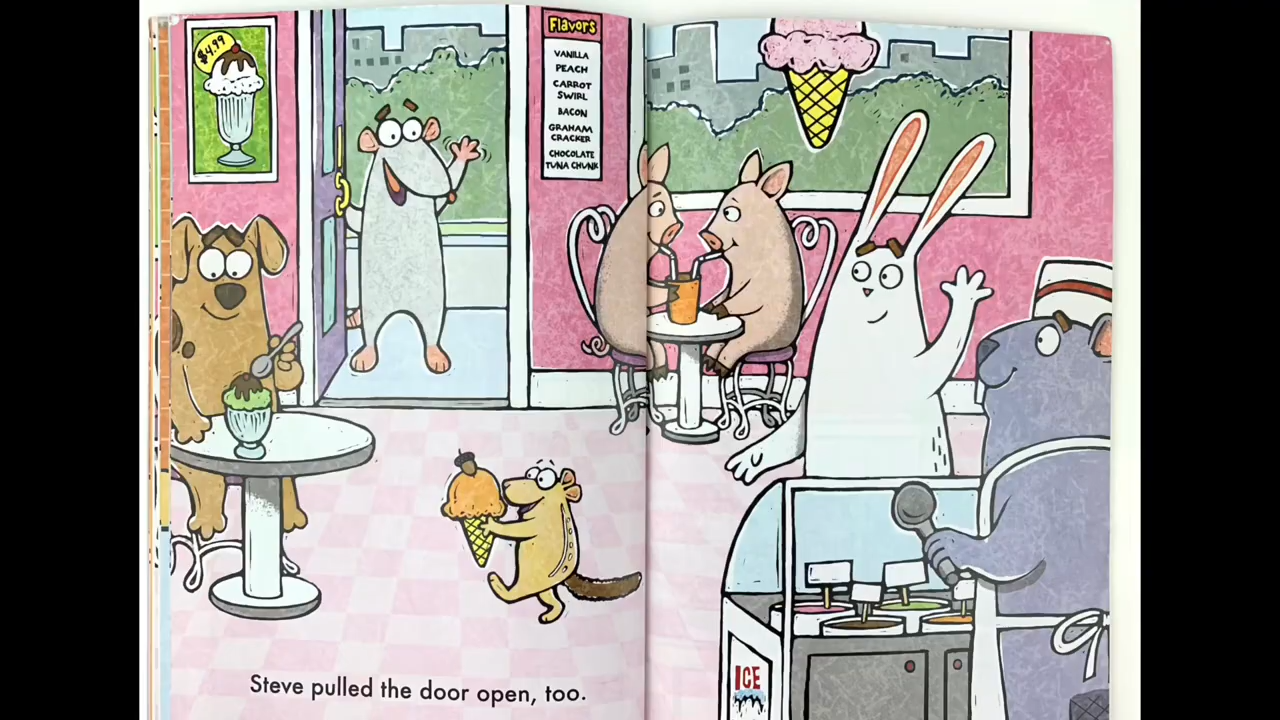 $4.99
Flavors
VANILLA
PEACH
CARROT
SWIRL
BACON
GRAHAM
CRACKER
CHOCOLATE
TUNA CHUNK
ICE
Steve pulled the door open, too.